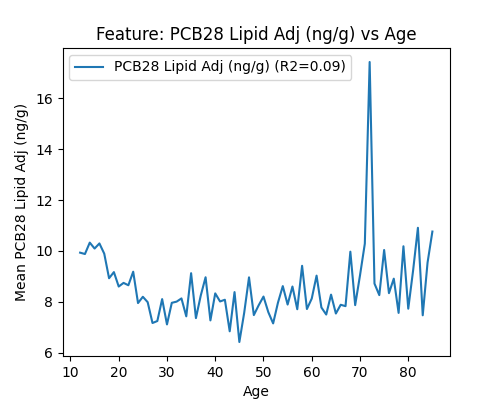 Feature: PCB28 Lipid Adj (ng/g) vs Age
PCB28 Lipid Adj (ng/g) (R2=0.09)
Mean PCB28 Lipid Adj (ng/g)
16
14
12
10
8
6
10 20 30 40 50 60 70 80
Age